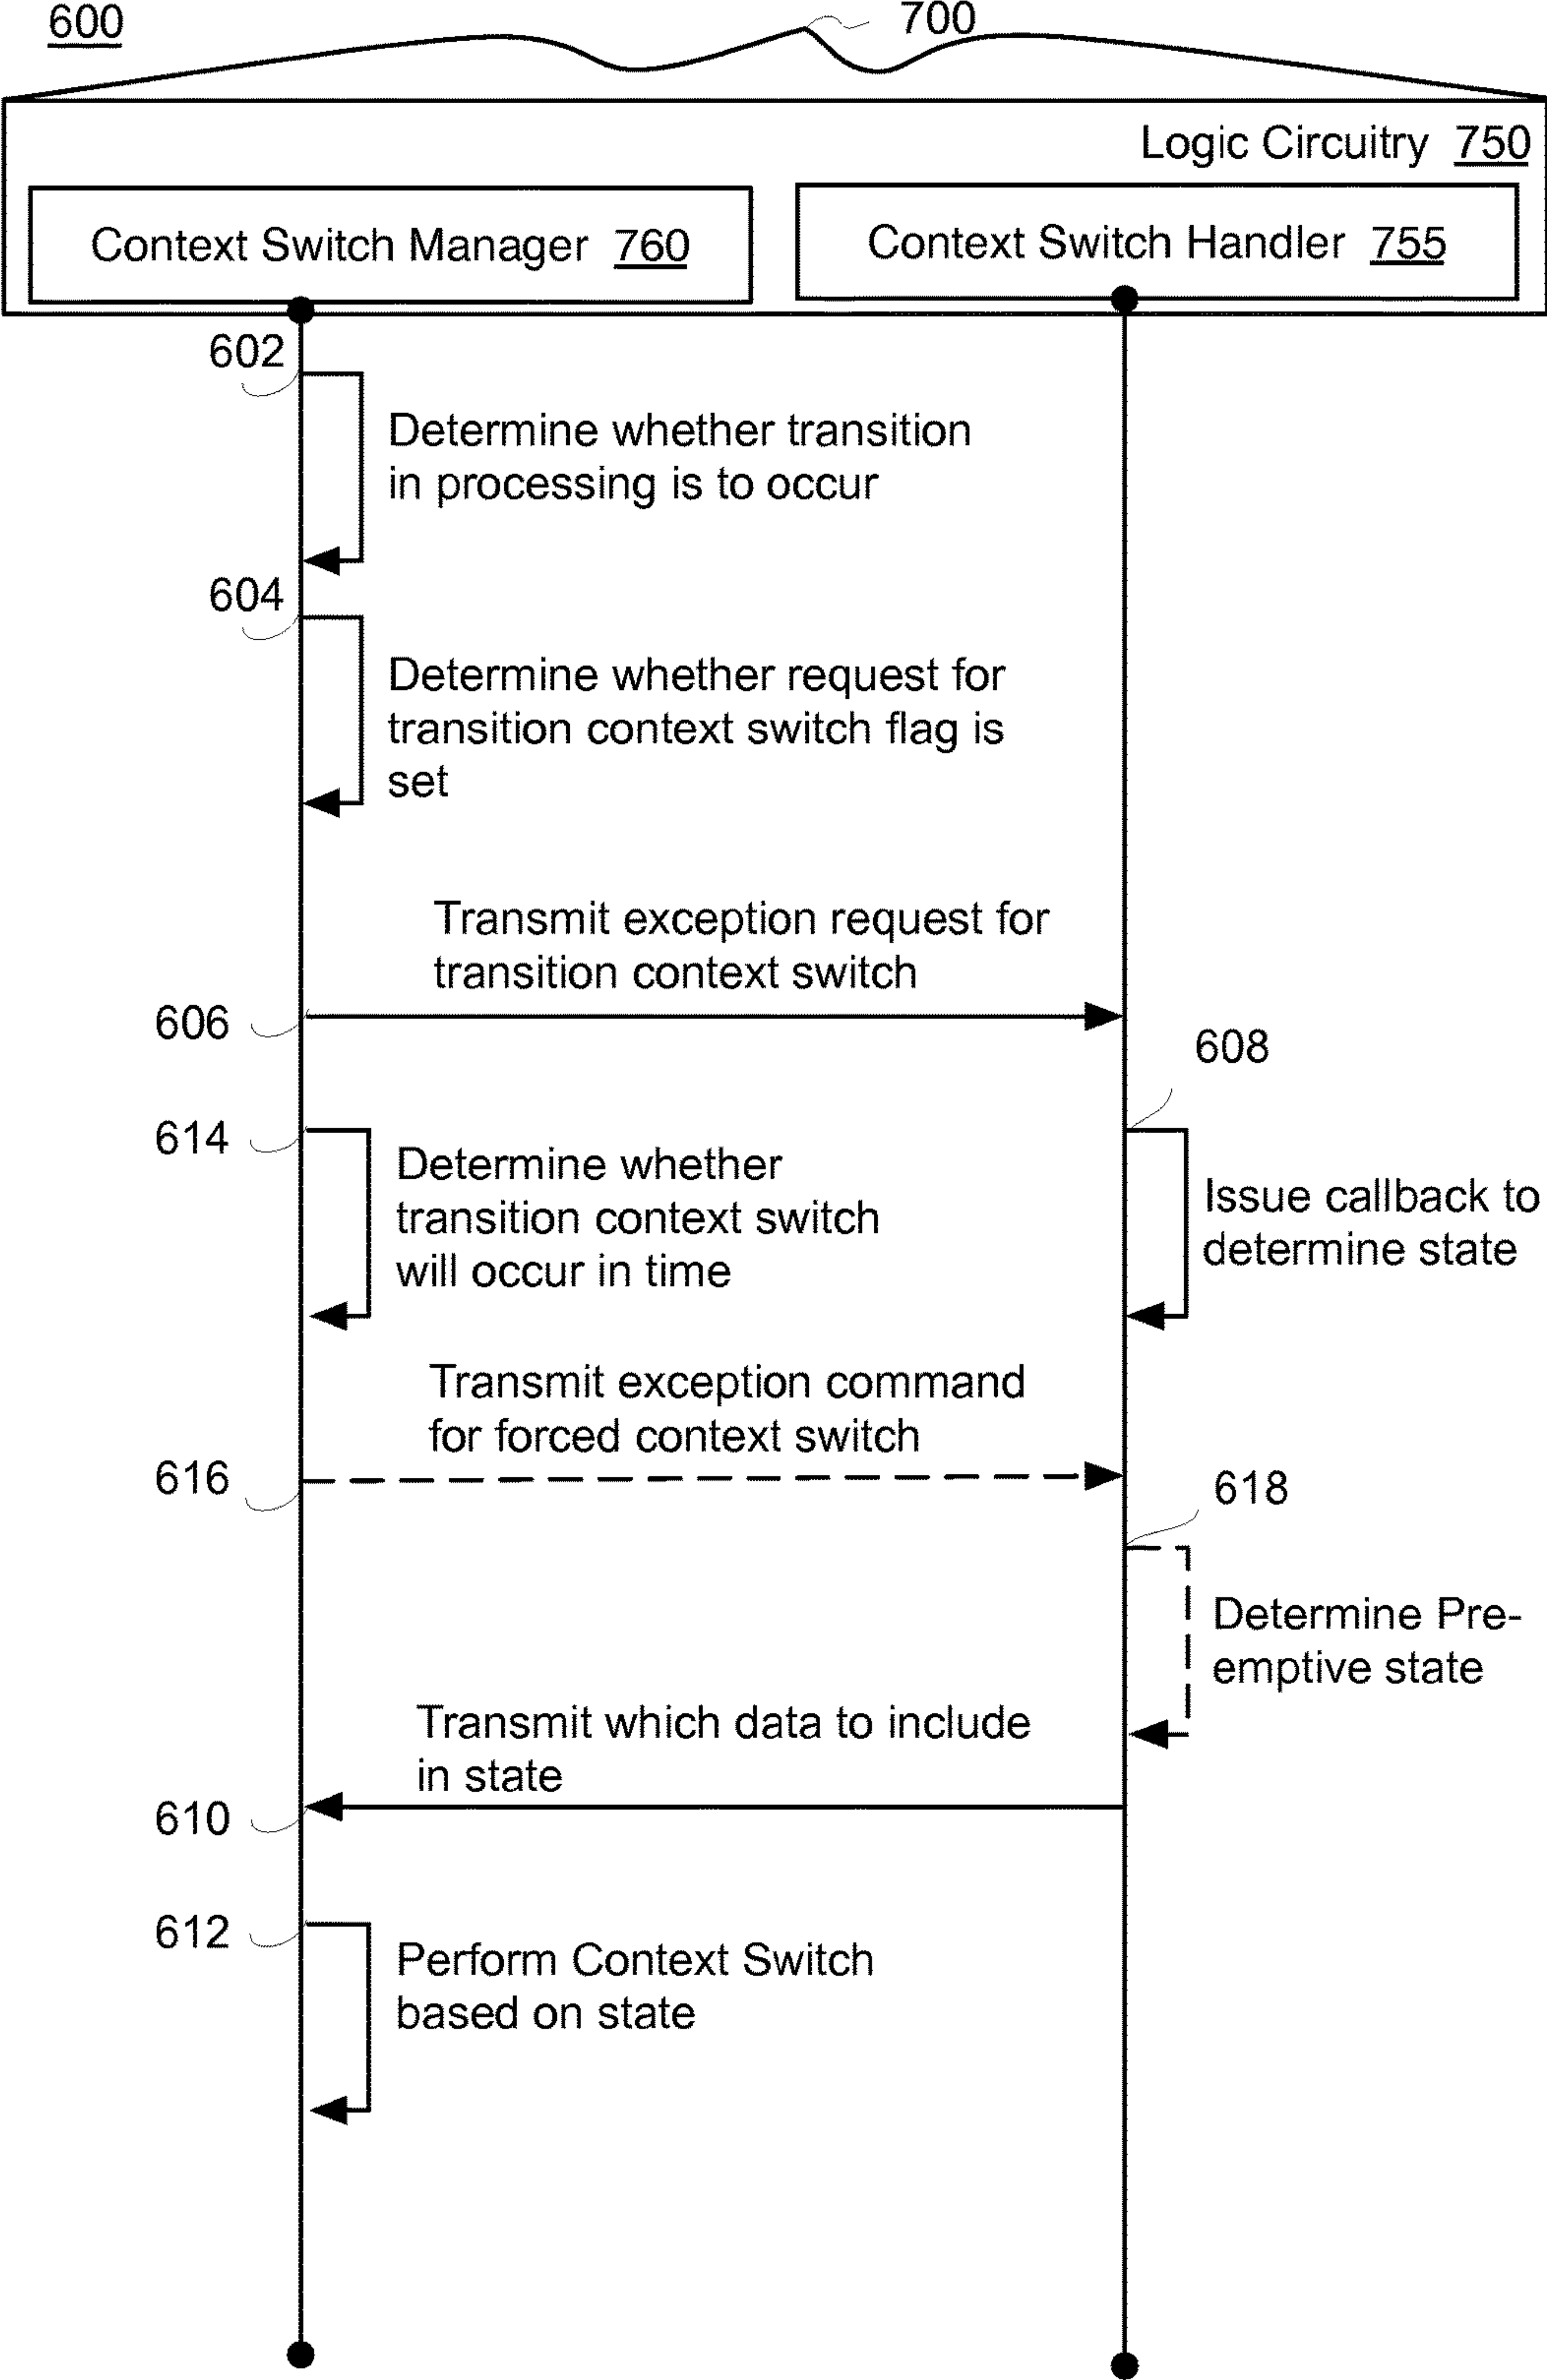 600
700
Logic Circuitry 750
Context Switch Manager 760
Context Switch Handler 755
602
Determine whether transition
in processing is to occur
604
Determine whether request for
transition context switch flag is
set
Transmit exception request for
transition context switch
606
608
614
Determine whether
transition context switch
will occur in time
Issue callback to
determine state
Transmit exception command
for forced context switch
616
618
Determine Pre-
emptive state
Transmit which data to include
in state
610
612
Perform Context Switch
based on state